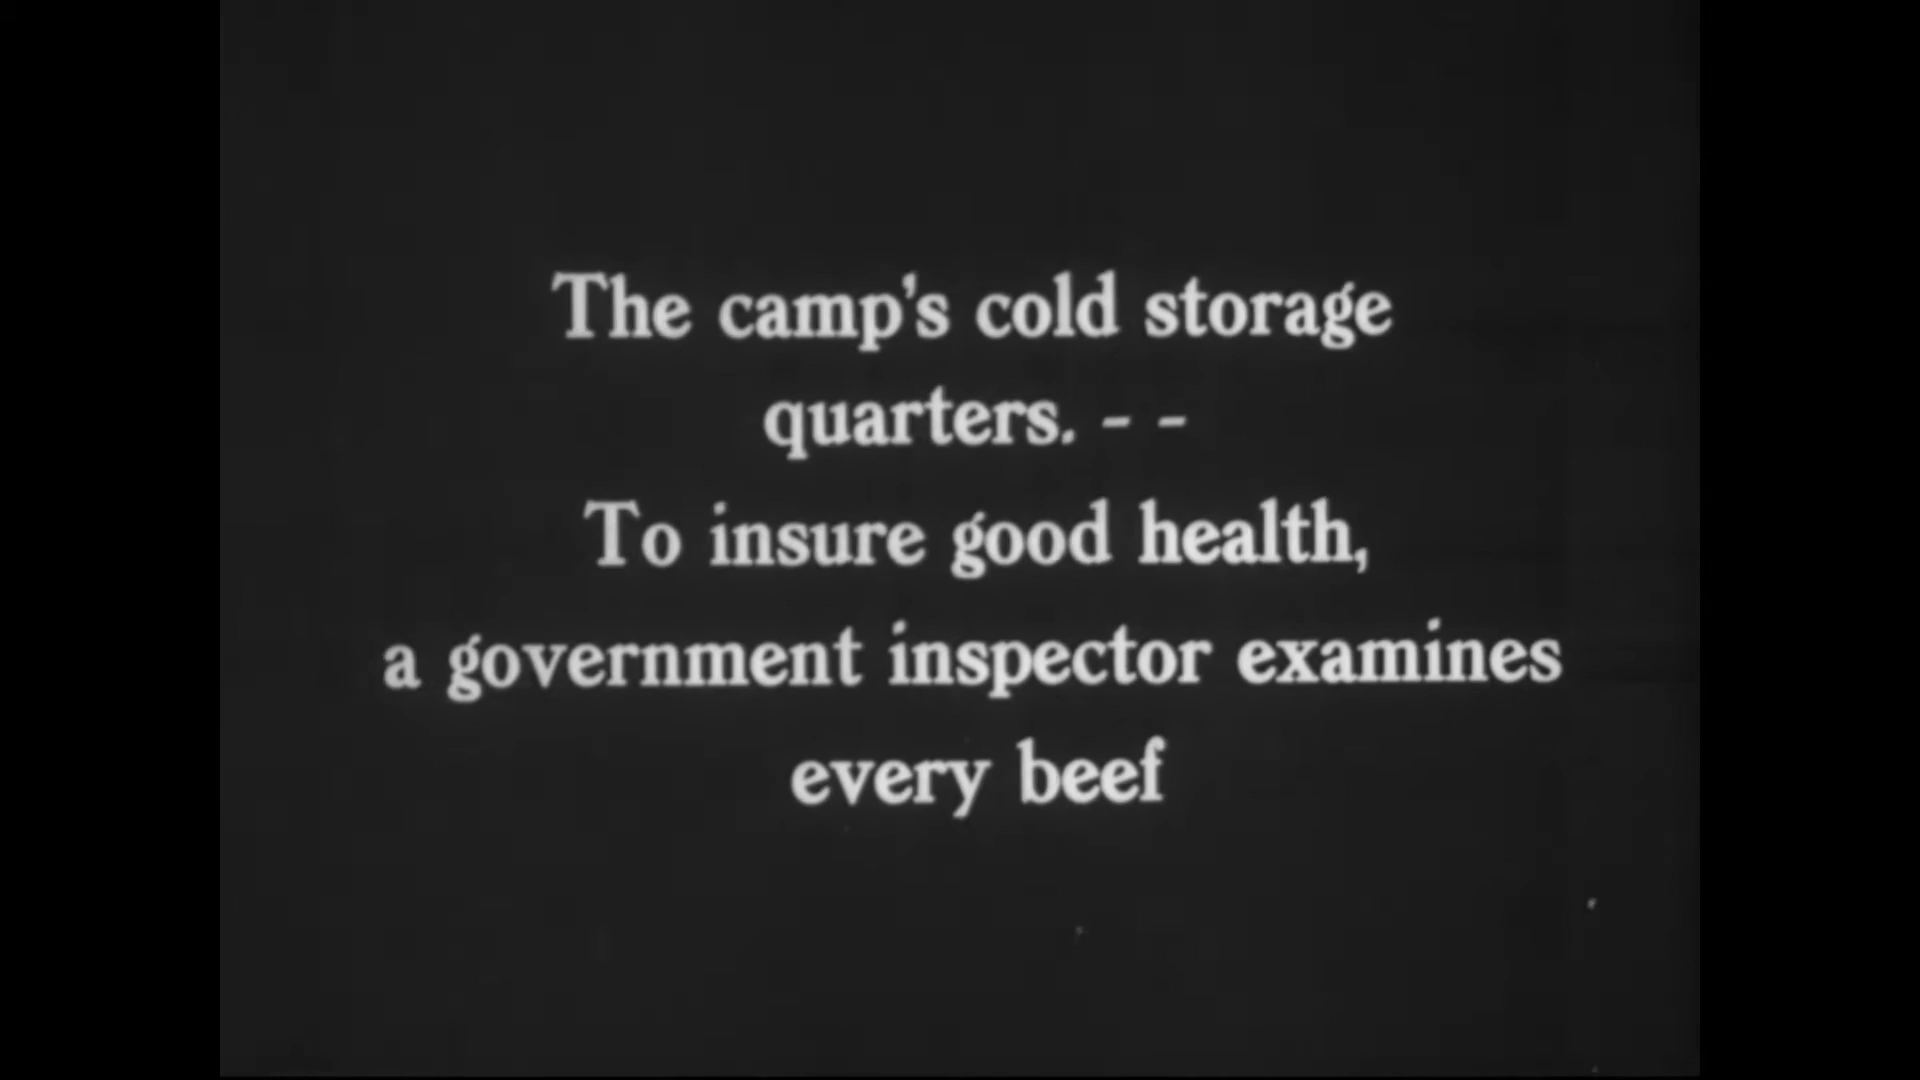 The camp's cold storage
quarters. - -
To insure good health,
a government inspector examines
every beef